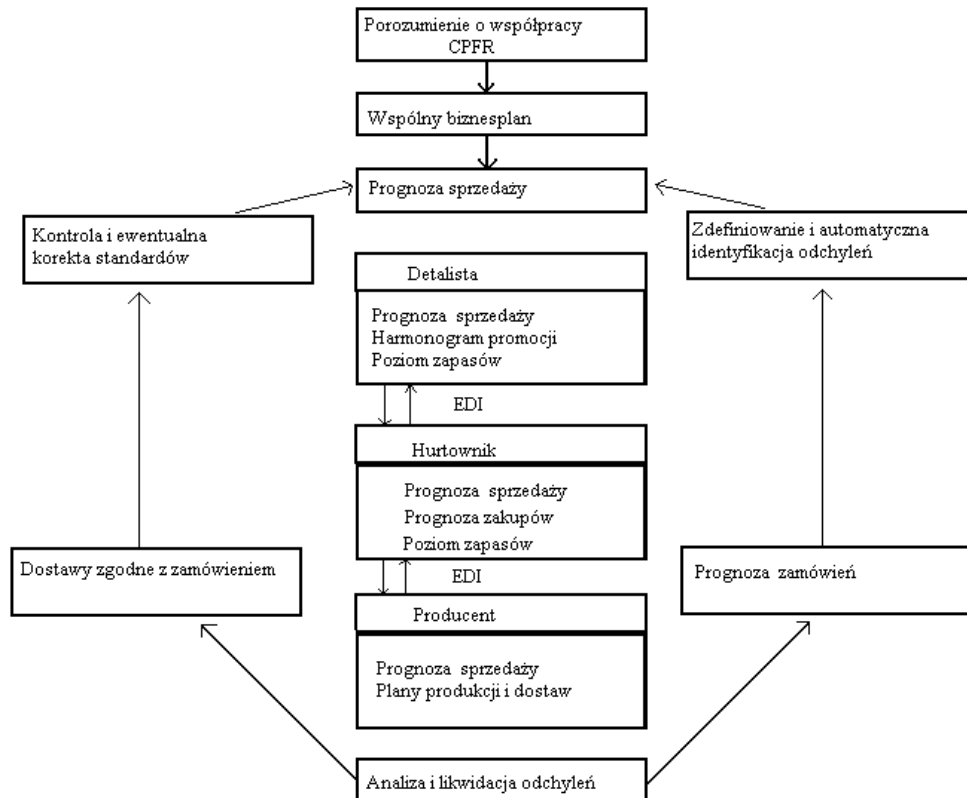 Porozumienie o współpracy
CPFR
Wspólny biznesplan
Prognoza sprzedaży
Kontrola i ewentualna
korekta standardów
Zdefiniowanie i automatyczna
identyfikacja odchyleń
Detalista
Prognoza sprzedaży
Harmonogram promocji
Poziom zapasów
EDI
Hurtownik
Prognoza sprzedaży
Prognoza zakupów
Poziom zapasów
Dostawy zgodne z zamówieniem
EDI
Prognoza zamówień
Producent
Prognoza sprzedaży
Plany produkcji i dostaw
Analiza i likwidacja odchyleń